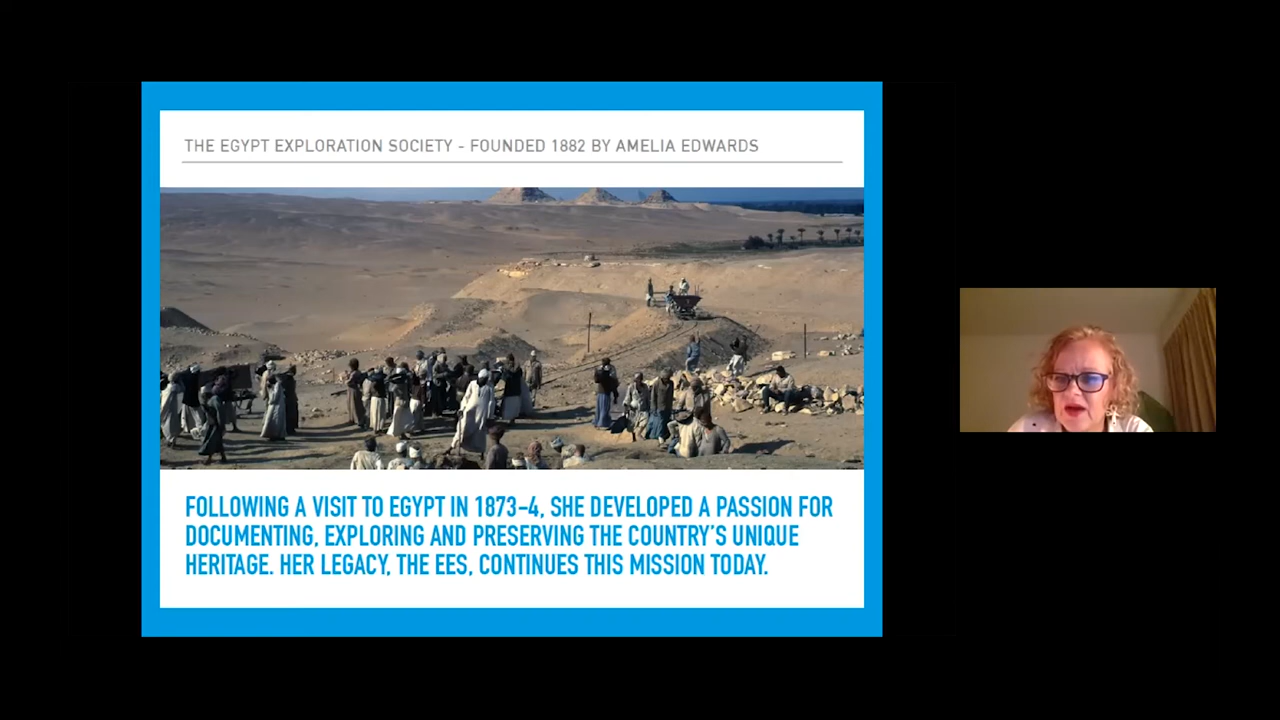 THE EGYPT EXPLORATION SOCIETY - FOUNDED 1882 BY AMELIA EDWARDS
FOLLOWING A VISIT TO EGYPT IN 1873-4, SHE DEVELOPED A PASSION FOR
DOCUMENTING, EXPLORING AND PRESERVING THE COUNTRY'S UNIQUE
HERITAGE. HER LEGACY, THE EES, CONTINUES THIS MISSION TODAY.